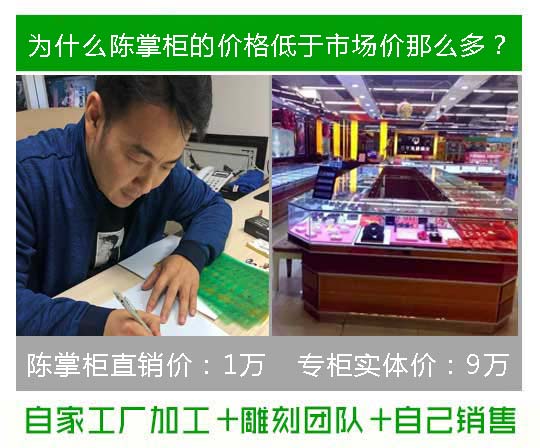 为什么陈掌柜的价格低于市场价那么多？
陈掌柜直销价：1万
专柜实体价：9万
自家工厂加工+雕刻团队+自己销售